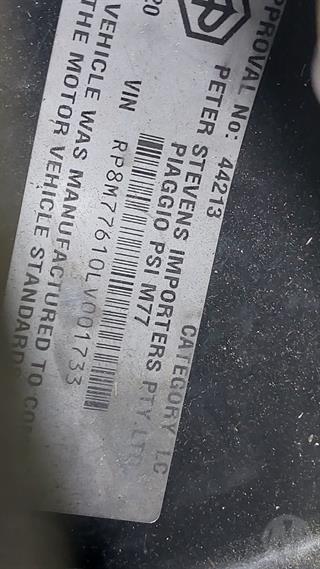 APPROVAL No: 44213
CATEGORY LC
PETER STEVENS IMPORTERS PTY.LTD
PIAGGIO PSI M77
20
VIN RP8M77610LV001733
VEHICLE WAS MANUFACTURED TO CO
THE MOTOR VEHICLE STANDARDS